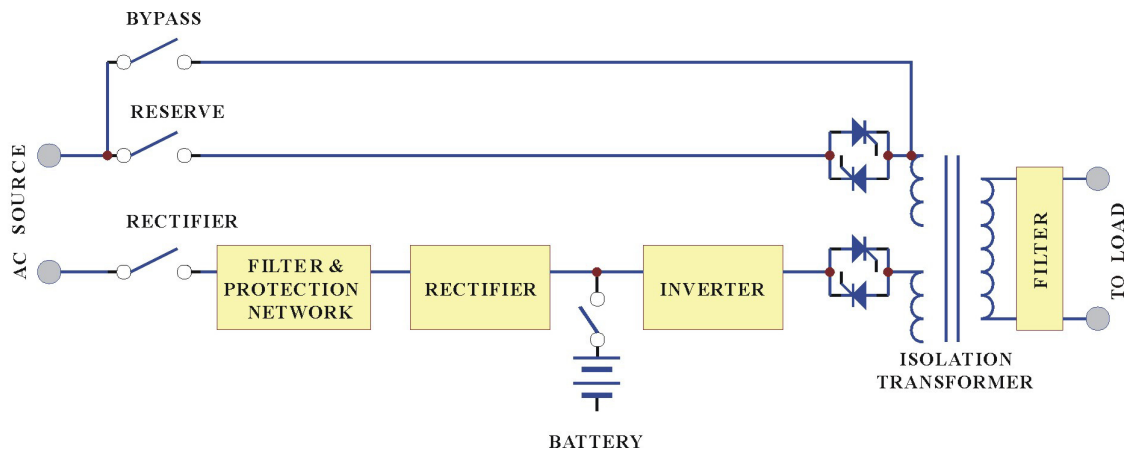 BYPASS
RESERVE
AC SOURCE
RECTIFIER
FILTER &
PROTECTION
NETWORK
RECTIFIER
INVERTER
FILTER
TO LOAD
ISOLATION
TRANSFORMER
BATTERY